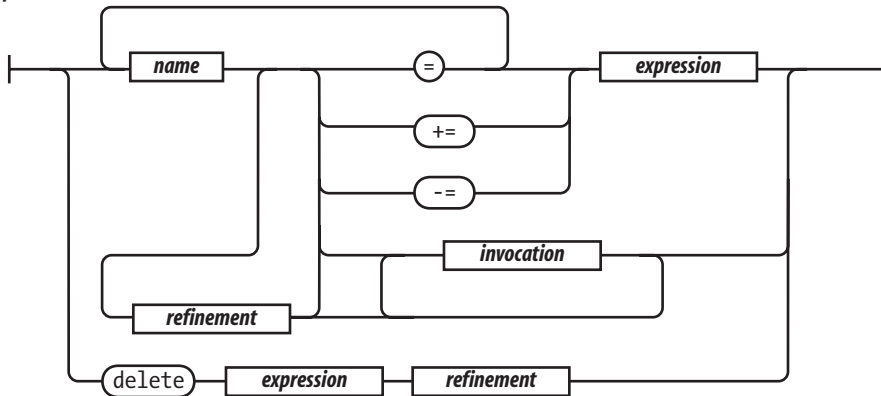 name = expression
+=
-=
invocation
refinement
delete expression refinement